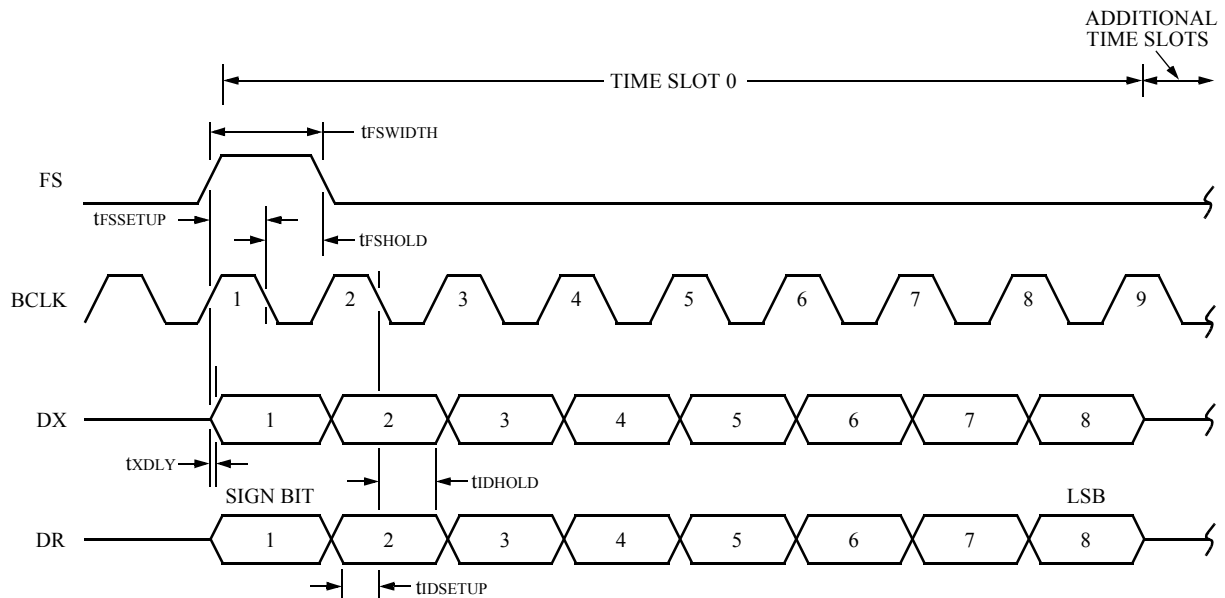 ADDITIONAL
TIME SLOTS
TIME SLOT 0
tFSWIDTH
FS
tFSSETUP
tFSHOLD
BCLK
1 2 3 4 5 6 7 8 9
DX
1 2 3 4 5 6 7 8
tXDLY
tIDHOLD
SIGN BIT
LSB
DR
1 2 3 4 5 6 7 8
tIDSETUP